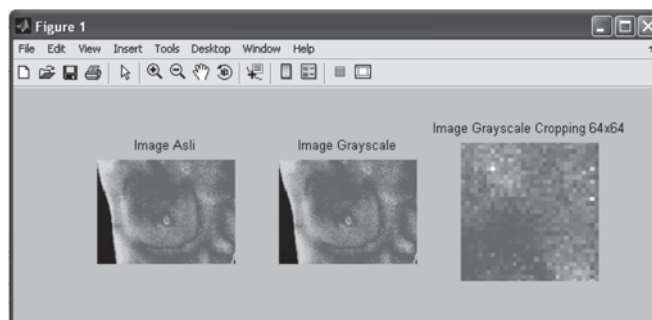 Figure 1
File Edit View Insert Tools Desktop Window Help
Image Asli
Image Grayscale
Image Grayscale Cropping 64x64